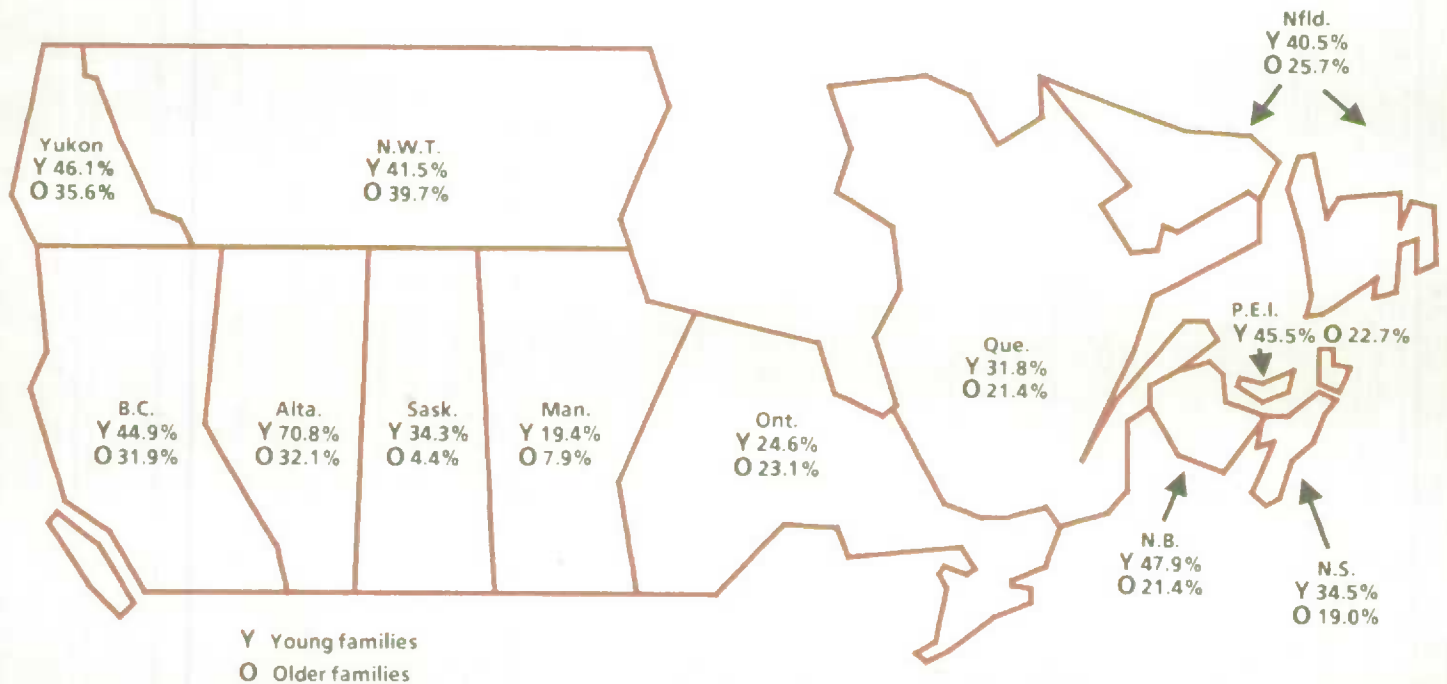 Nfld.
Y 40.5%
O 25.7%
Yukon
Y 46.1%
O 35.6%
N.W.T.
Y 41.5%
O 39.7%
P.E.I.
Y 45.5% O 22.7%
Que.
Y 31.8%
O 21.4%
B.C.
Y 44.9%
O 31.9%
Alta.
Y 70.8%
O 32.1%
Sask.
Y 34.3%
O 4.4%
Man.
Y 19.4%
O 7.9%
Ont.
Y 24.6%
O 23.1%
N.B.
Y 47.9%
O 21.4%
N.S.
Y 34.5%
O 19.0%
Y Young families
O Older families